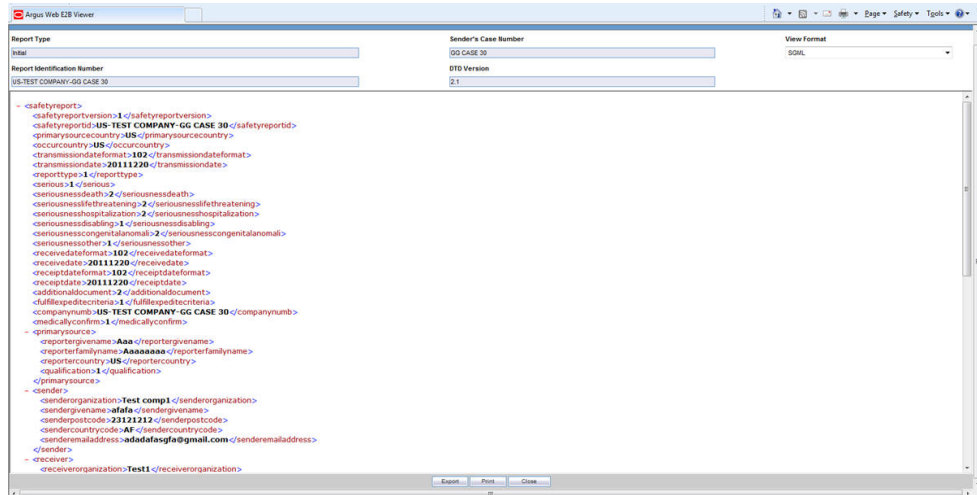 Argus Web E2B Viewer
Page Safety Tools
Report Type Sender's Case Number View Format
Initial GG CASE 30 SGML
Report Identification Number DTD Version
US-TEST COMPANY-GG CASE 30 2.1
- <safetyreport>
<safetyreportversion>1</safetyreportversion>
<safetyreportid>US-TEST COMPANY-GG CASE 30</safetyreportid>
<primarysourcecountry>US</primarysourcecountry>
<occurcountry>US</occurcountry>
<transmissiondateformat>102</transmissiondateformat>
<transmissiondate>20111220</transmissiondate>
<reporttype>1</reporttype>
<serious>1</serious>
<seriousnessdeath>2</seriousnessdeath>
<seriousnesslifethreatening>2</seriousnesslifethreatening>
<seriousnesshospitalization>2</seriousnesshospitalization>
<seriousnessdisabling>1</seriousnessdisabling>
<seriousnesscongenitalanomali>2</seriousnesscongenitalanomali>
<seriousnessother>1</seriousnessother>
<receivedateformat>102</receivedateformat>
<receivedate>20111220</receivedate>
<receiptdateformat>102</receiptdateformat>
<receiptdate>20111220</receiptdate>
<additionaldocument>2</additionaldocument>
<fulfillexpeditecriteria>1</fulfillexpeditecriteria>
<companynumb>US-TEST COMPANY-GG CASE 30</companynumb>
<medicallyconfirm>1</medicallyconfirm>
- <primarysource>
<reportergivename>Aaa</reportergivename>
<reporterfamilyname>Aaaaaaaa</reporterfamilyname>
<reportercountry>US</reportercountry>
<qualification>1</qualification>
</primarysource>
- <sender>
<senderorganization>Test comp1</senderorganization>
<sendergivename>afafa</sendergivename>
<senderpostcode>23121212</senderpostcode>
<sendercountrycode>AF</sendercountrycode>
<senderemailaddress>adadafasgfa@gmail.com</senderemailaddress>
</sender>
- <receiver>
<receiverorganization>Test1</receiverorganization>
Export Print Close